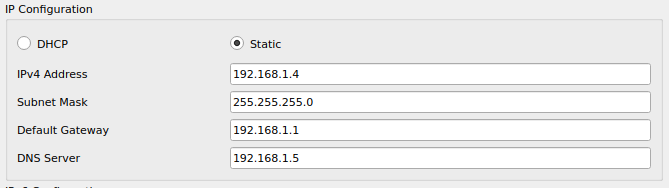 IP Configuration
DHCP Static
IPv4 Address 192.168.1.4
Subnet Mask 255.255.255.0
Default Gateway 192.168.1.1
DNS Server 192.168.1.5